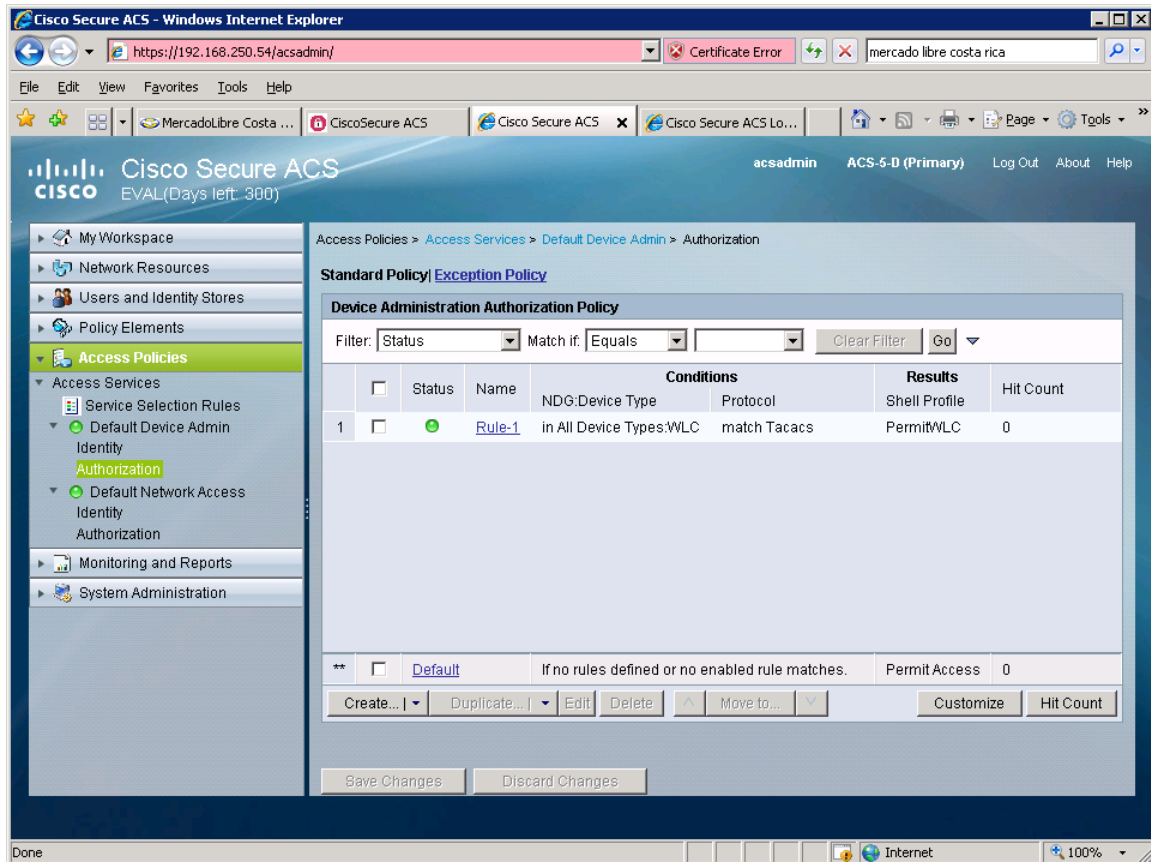 Cisco Secure ACS - Windows Internet Explorer
https://192.168.250.54/acsadmin/
Certificate Error
mercado libre costa rica
File Edit View Favorites Tools Help
MercadoLibre Costa ...
CiscoSecure ACS
Cisco Secure ACS
Cisco Secure ACS Lo...
Page
Tools
»
CISCO
Cisco Secure ACS
EVAL(Days left: 300)
acsadmin
ACS-5-D (Primary)
Log Out
About
Help
My Workspace
Network Resources
Users and Identity Stores
Policy Elements
Access Policies
Access Services
Service Selection Rules
Default Device Admin
Identity
Authorization
Default Network Access
Identity
Authorization
Monitoring and Reports
System Administration
Access Policies > Access Services > Default Device Admin > Authorization
Standard Policy| Exception Policy
Device Administration Authorization Policy
Filter: Status Match if: Equals Clear Filter Go
Conditions Results
Status Name NDG:Device Type Protocol Shell Profile Hit Count
1 Rule-1 in All Device Types:WLC match Tacacs PermitWLC 0
** Default If no rules defined or no enabled rule matches. Permit Access 0
Create... | Duplicate... | Edit Delete Move to... Customize Hit Count
Save Changes Discard Changes
Done
Internet
100%